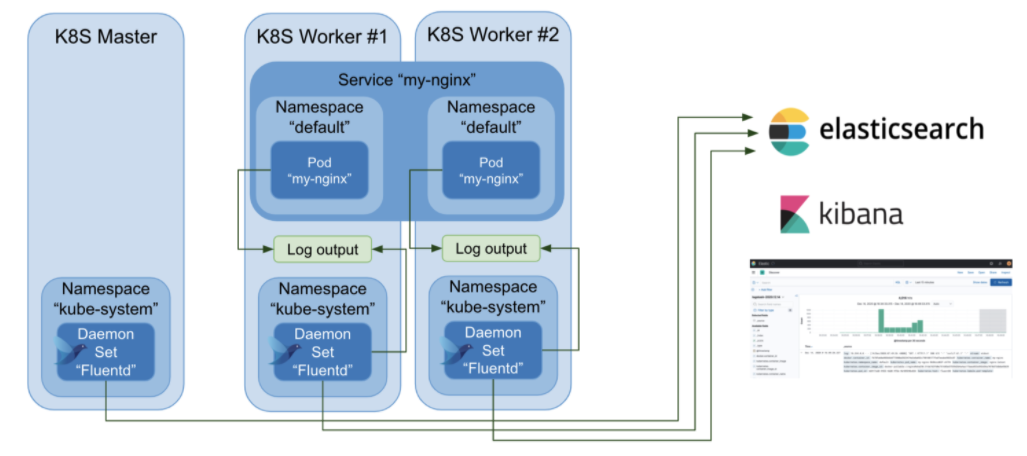 K8S Master
K8S Worker #1
K8S Worker #2
Service “my-nginx”
Namespace
“default”
Namespace
“default”
Pod
“my-nginx”
Pod
“my-nginx”
Log output
Log output
Namespace
“kube-system”
Namespace
“kube-system”
Namespace
“kube-system”
Daemon
Set
“Fluentd”
Daemon
Set
“Fluentd”
Daemon
Set
“Fluentd”
elasticsearch
kibana